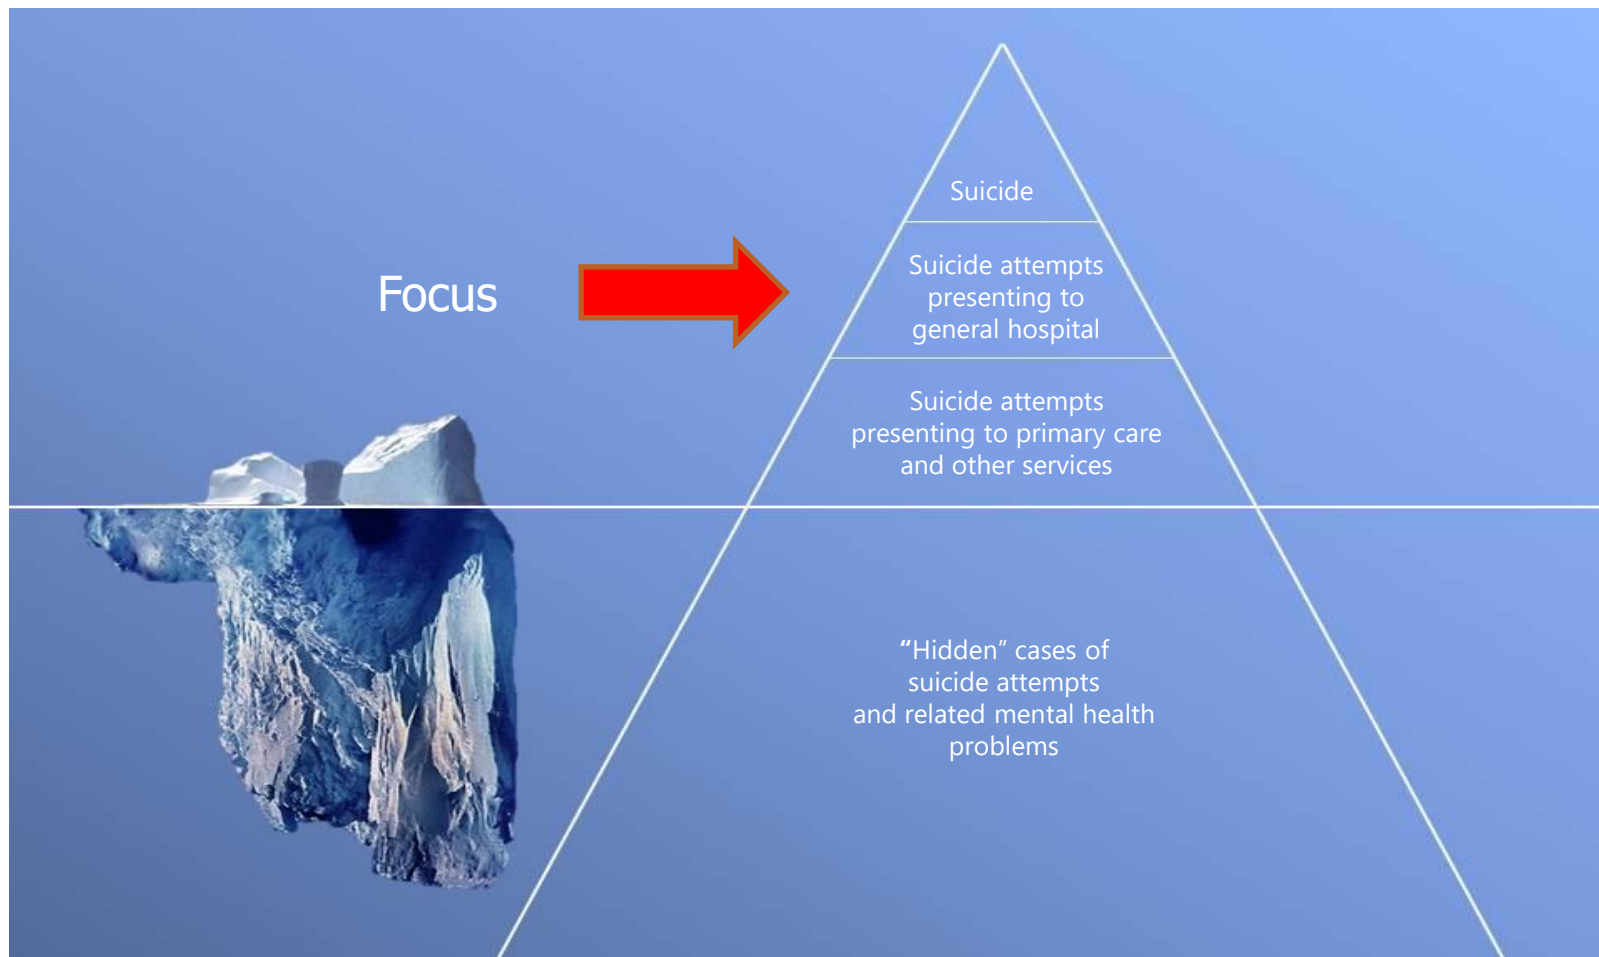 Suicide
Focus
Suicide attempts
presenting to
general hospital
Suicide attempts
presenting to primary care
and other services
“Hidden” cases of
suicide attempts
and related mental health
problems